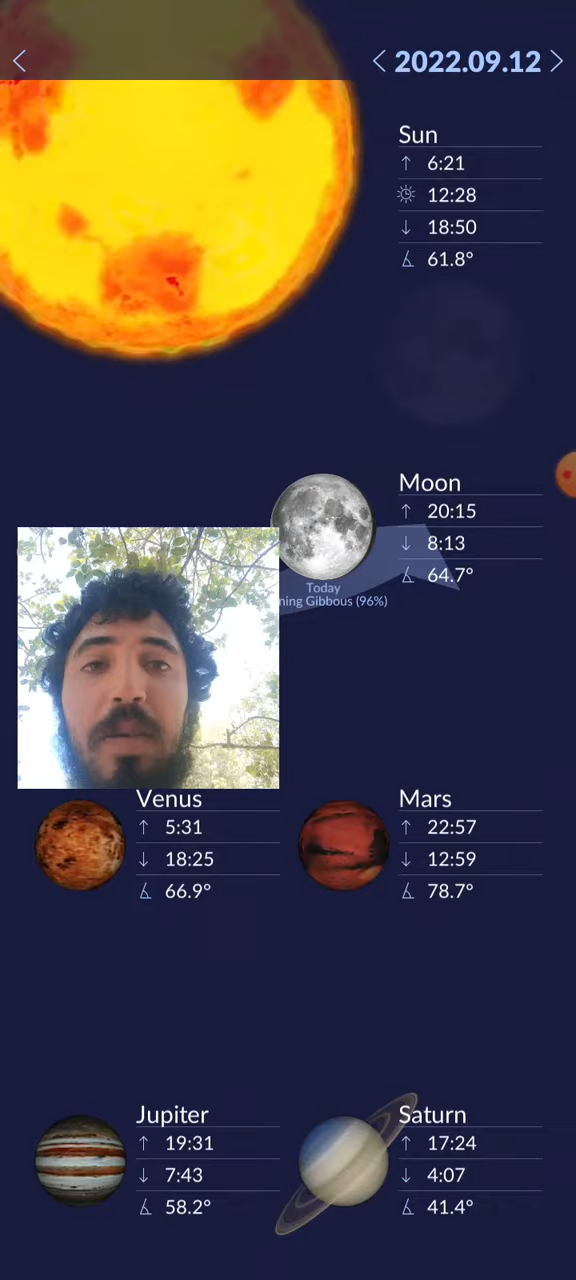 2022.09.12
Sun
6:21
12:28
18:50
61.8°
Moon
20:15
8:13
64.7°
Today
Gibbous (96%)
Venus
5:31
18:25
66.9°
Mars
22:57
12:59
78.7°
Jupiter
19:31
7:43
58.2°
Saturn
17:24
4:07
41.4°